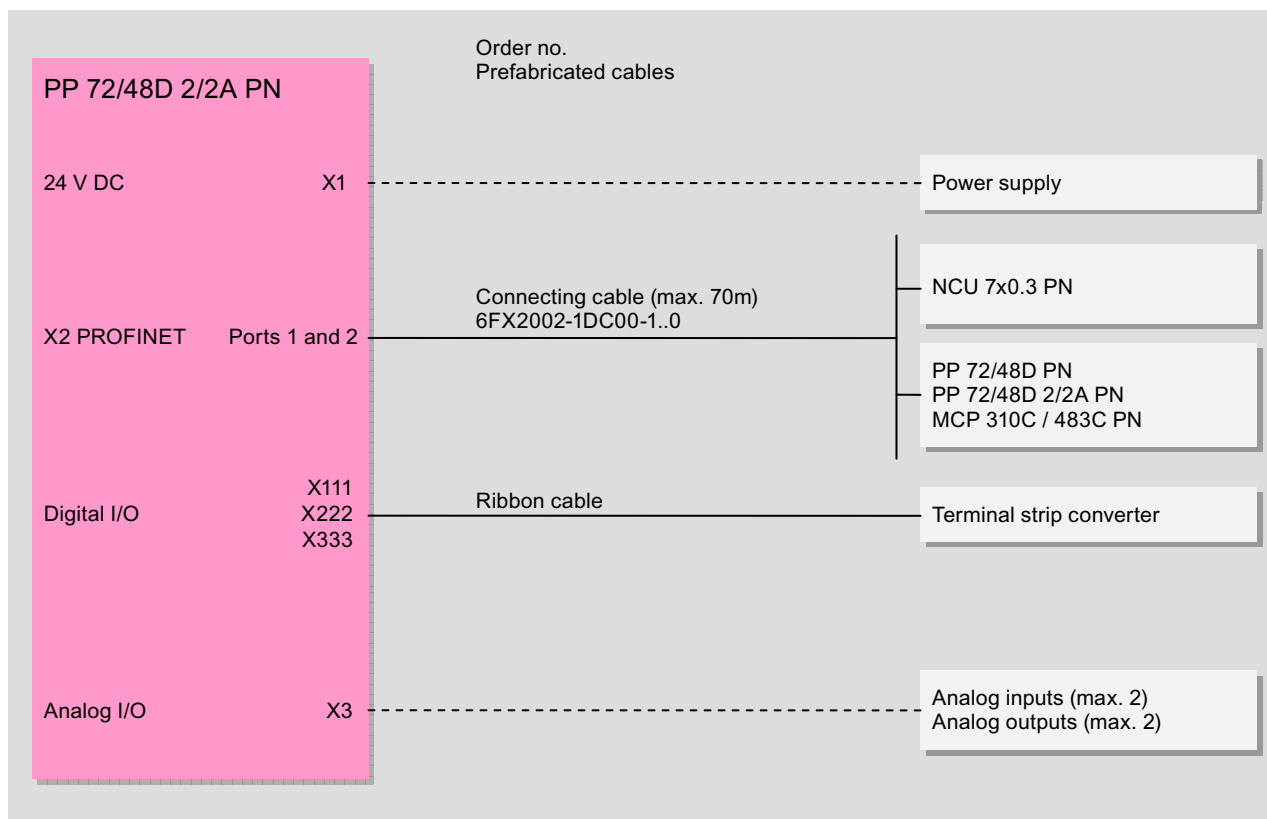 Order no.
Prefabricated cables
PP 72/48D 2/2A PN
24 V DC
X1
Power supply
NCU 7x0.3 PN
Connecting cable (max. 70m)
6FX2002-1DC00-1..0
X2 PROFINET
Ports 1 and 2
PP 72/48D PN
PP 72/48D 2/2A PN
MCP 310C / 483C PN
Digital I/O
X111
X222
X333
Ribbon cable
Terminal strip converter
Analog I/O
X3
Analog inputs (max. 2)
Analog outputs (max. 2)